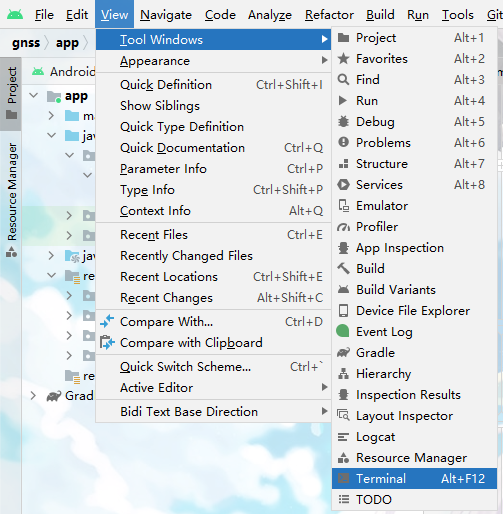 File Edit View Navigate Code Analyze Refactor Build Run Tools Git
gnss app
Project
Resource Manager
Android
app
ma
jav
jav
res
res
Grad
Tool Windows
Appearance
Quick Definition Ctrl+Shift+I
Show Siblings
Quick Type Definition
Quick Documentation Ctrl+Q
Parameter Info Ctrl+P
Type Info Ctrl+Shift+P
Context Info Alt+Q
Recent Files Ctrl+E
Recently Changed Files
Recent Locations Ctrl+Shift+E
Recent Changes Alt+Shift+C
Compare With... Ctrl+D
Compare with Clipboard
Quick Switch Scheme... Ctrl+`
Active Editor
Bidi Text Base Direction
Project Alt+1
Favorites Alt+2
Find Alt+3
Run Alt+4
Debug Alt+5
Problems Alt+6
Structure Alt+7
Services Alt+8
Emulator
Profiler
App Inspection
Build
Build Variants
Device File Explorer
Event Log
Gradle
Hierarchy
Inspection Results
Layout Inspector
Logcat
Resource Manager
Terminal Alt+F12
TODO